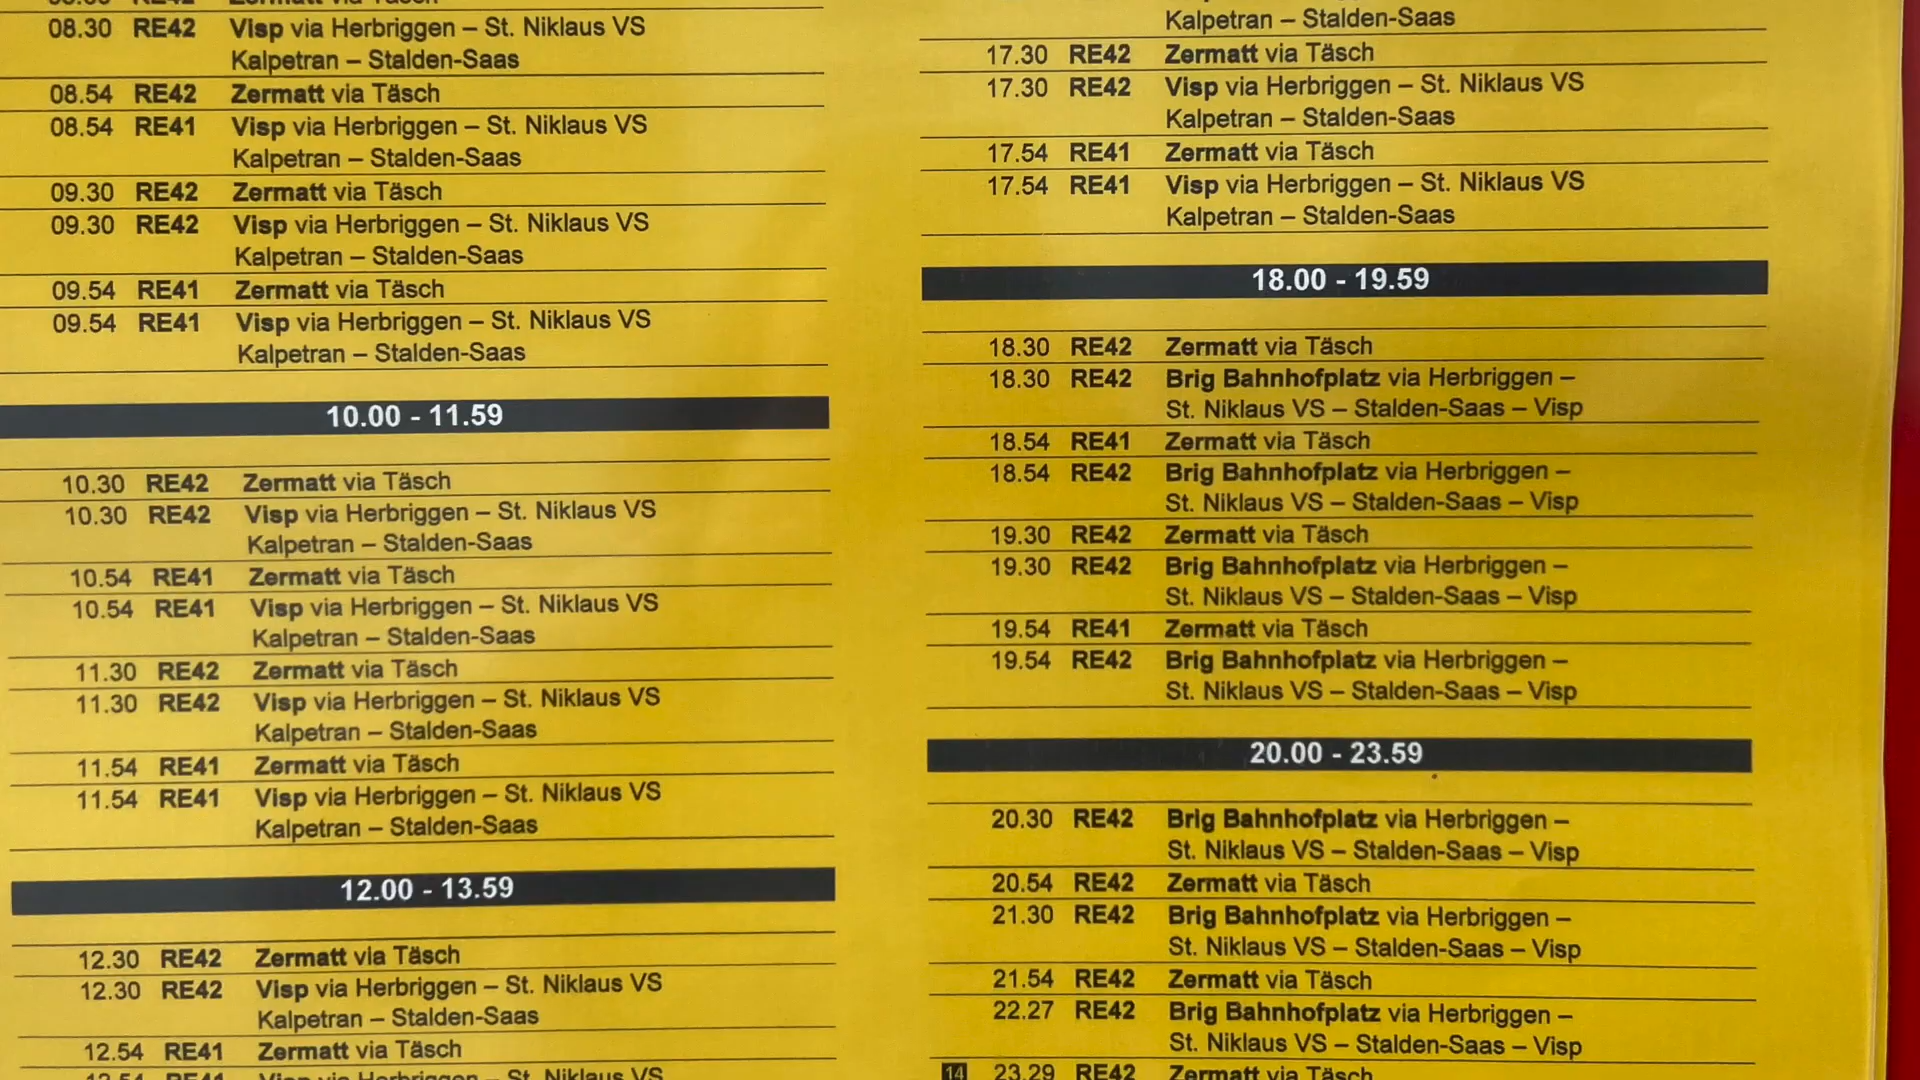 08.30 RE42 Visp via Herbriggen – St. Niklaus VS
Kalpetran – Stalden-Saas
08.54 RE42 Zermatt via Täsch
08.54 RE41 Visp via Herbriggen – St. Niklaus VS
Kalpetran – Stalden-Saas
09.30 RE42 Zermatt via Täsch
09.30 RE42 Visp via Herbriggen – St. Niklaus VS
Kalpetran – Stalden-Saas
09.54 RE41 Zermatt via Täsch
09.54 RE41 Visp via Herbriggen – St. Niklaus VS
Kalpetran – Stalden-Saas
10.00 - 11.59
10.30 RE42 Zermatt via Täsch
10.30 RE42 Visp via Herbriggen – St. Niklaus VS
Kalpetran – Stalden-Saas
10.54 RE41 Zermatt via Täsch
10.54 RE41 Visp via Herbriggen – St. Niklaus VS
Kalpetran – Stalden-Saas
11.30 RE42 Zermatt via Täsch
11.30 RE42 Visp via Herbriggen – St. Niklaus VS
Kalpetran – Stalden-Saas
11.54 RE41 Zermatt via Täsch
11.54 RE41 Visp via Herbriggen – St. Niklaus VS
Kalpetran – Stalden-Saas
12.00 - 13.59
12.30 RE42 Zermatt via Täsch
12.30 RE42 Visp via Herbriggen – St. Niklaus VS
Kalpetran – Stalden-Saas
12.54 RE41 Zermatt via Täsch
12.54 RE41 Visp via Herbriggen – St. Niklaus VS
Kalpetran – Stalden-Saas
17.30 RE42 Zermatt via Täsch
17.30 RE42 Visp via Herbriggen – St. Niklaus VS
Kalpetran – Stalden-Saas
17.54 RE41 Zermatt via Täsch
17.54 RE41 Visp via Herbriggen – St. Niklaus VS
Kalpetran – Stalden-Saas
18.00 - 19.59
18.30 RE42 Zermatt via Täsch
18.30 RE42 Brig Bahnhofplatz via Herbriggen –
St. Niklaus VS – Stalden-Saas – Visp
18.54 RE41 Zermatt via Täsch
18.54 RE42 Brig Bahnhofplatz via Herbriggen –
St. Niklaus VS – Stalden-Saas – Visp
19.30 RE42 Zermatt via Täsch
19.30 RE42 Brig Bahnhofplatz via Herbriggen –
St. Niklaus VS – Stalden-Saas – Visp
19.54 RE41 Zermatt via Täsch
19.54 RE42 Brig Bahnhofplatz via Herbriggen –
St. Niklaus VS – Stalden-Saas – Visp
20.00 - 23.59
20.30 RE42 Brig Bahnhofplatz via Herbriggen –
St. Niklaus VS – Stalden-Saas – Visp
20.54 RE42 Zermatt via Täsch
21.30 RE42 Brig Bahnhofplatz via Herbriggen –
St. Niklaus VS – Stalden-Saas – Visp
21.54 RE42 Zermatt via Täsch
22.27 RE42 Brig Bahnhofplatz via Herbriggen –
St. Niklaus VS – Stalden-Saas – Visp
14 23.29 RE42 Zermatt via Täsch